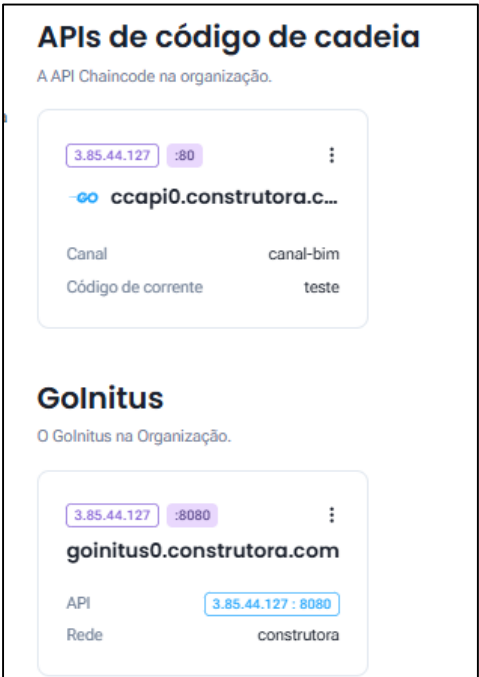 APIs de código de cadeia
A API Chaincode na organização.
3.85.44.127 :80
GO ccapi0.construtora.c...
Canal canal-bim
Código de corrente teste
GoInitus
O GoInitus na Organização.
3.85.44.127 :8080
goinitus0.construtora.com
API 3.85.44.127 : 8080
Rede construtora